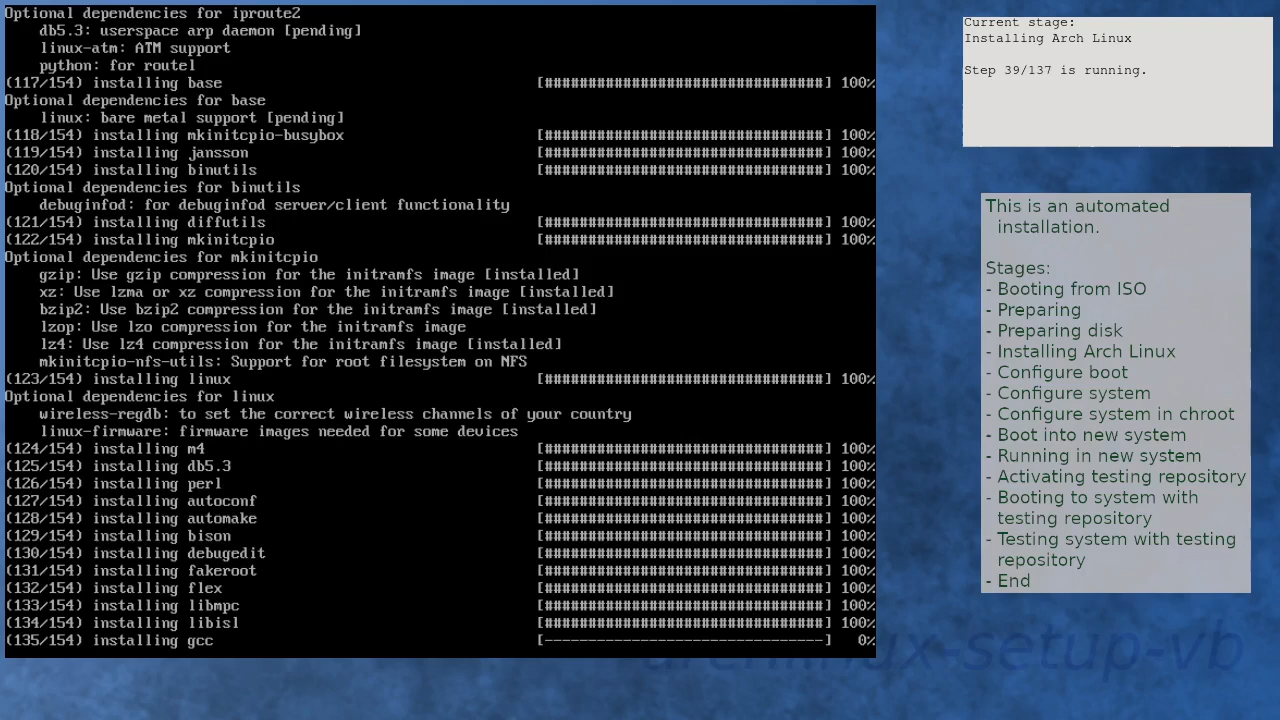 Optional dependencies for iproute2
db5.3: userspace arp daemon [pending]
linux-atm: ATM support
python: for routel
(117/154) installing base [################################] 100%
Optional dependencies for base
linux: bare metal support [pending]
(118/154) installing mkinitcpio-busybox [################################] 100%
(119/154) installing jansson [################################] 100%
(120/154) installing binutils [################################] 100%
Optional dependencies for binutils
debuginfod: for debuginfod server/client functionality
(121/154) installing diffutils [################################] 100%
(122/154) installing mkinitcpio [################################] 100%
Optional dependencies for mkinitcpio
gzip: Use gzip compression for the initramfs image [installed]
xz: Use lzma or xz compression for the initramfs image [installed]
bzip2: Use bzip2 compression for the initramfs image [installed]
lzop: Use lzo compression for the initramfs image
lz4: Use lz4 compression for the initramfs image [installed]
mkinitcpio-nfs-utils: Support for root filesystem on NFS
(123/154) installing linux [################################] 100%
Optional dependencies for linux
wireless-regdb: to set the correct wireless channels of your country
linux-firmware: firmware images needed for some devices
(124/154) installing m4 [################################] 100%
(125/154) installing db5.3 [################################] 100%
(126/154) installing perl [################################] 100%
(127/154) installing autoconf [################################] 100%
(128/154) installing automake [################################] 100%
(129/154) installing bison [################################] 100%
(130/154) installing debugedit [################################] 100%
(131/154) installing fakeroot [################################] 100%
(132/154) installing flex [################################] 100%
(133/154) installing libmpc [################################] 100%
(134/154) installing libisl [################################] 100%
(135/154) installing gcc [--------------------------------] 0%
Current stage:
Installing Arch Linux
Step 39/137 is running.
This is an automated
installation.
Stages:
- Booting from ISO
- Preparing
- Preparing disk
- Installing Arch Linux
- Configure boot
- Configure system
- Configure system in chroot
- Boot into new system
- Running in new system
- Activating testing repository
- Booting to system with
testing repository
- Testing system with testing
repository
- End
archlinux-setup-vb